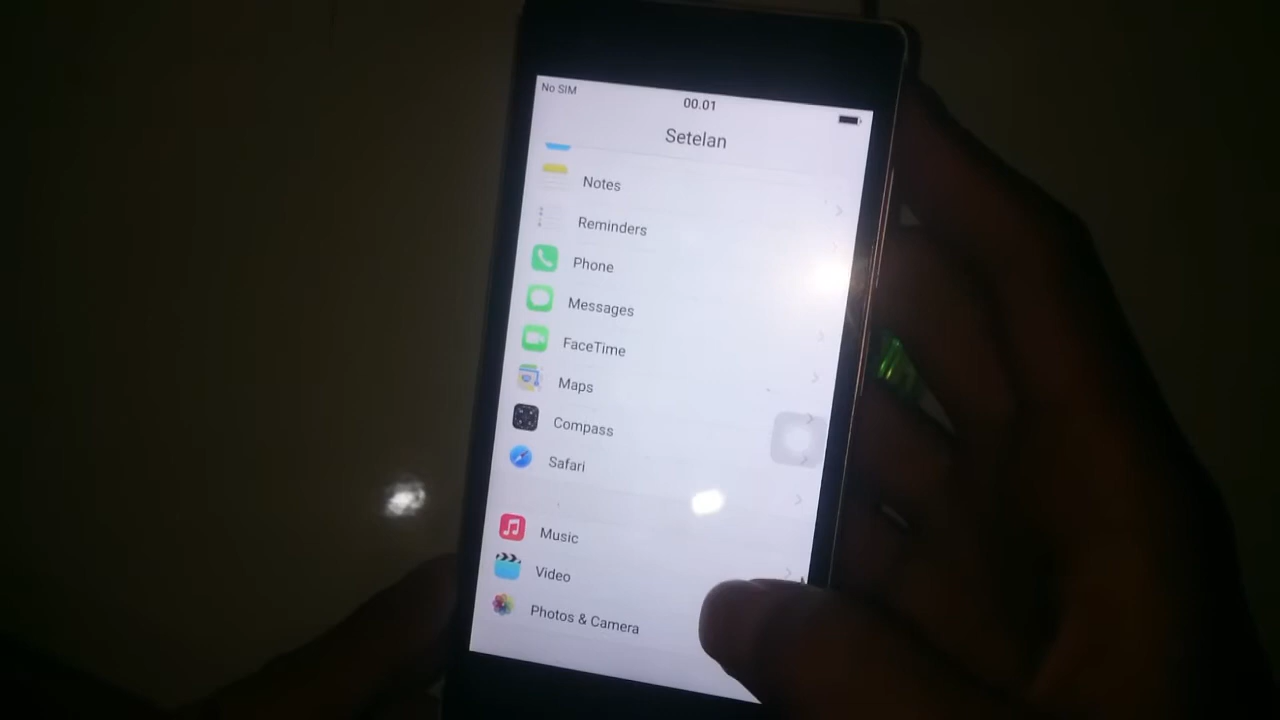 No SIM
00.01
Setelan
Notes
Reminders
Phone
Messages
FaceTime
Maps
Compass
Safari
Music
Video
Photos & Camera